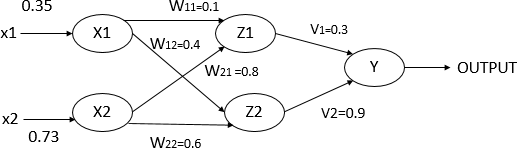 0.35
W11=0.1
x1
X1
Z1
V1=0.3
W12=0.4
W21 =0.8
Y
OUTPUT
x2
X2
Z2
V2=0.9
0.73
W22=0.6